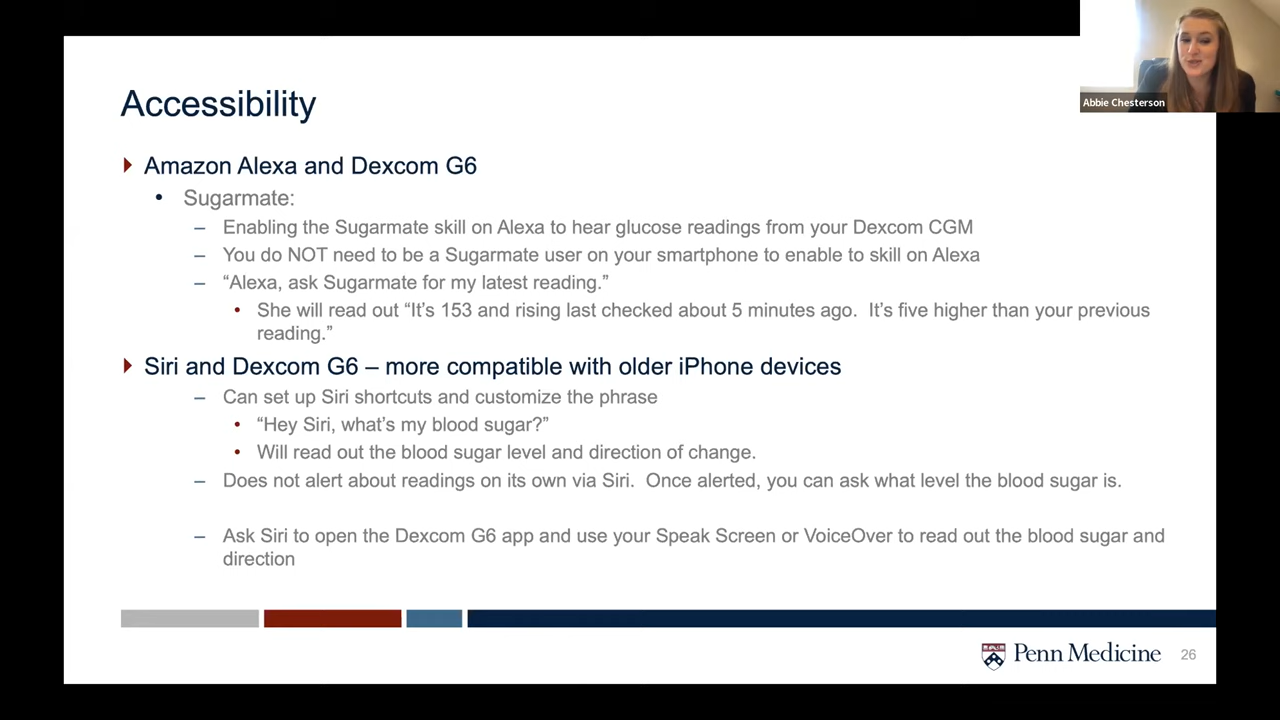 Abbie Chesterson
Accessibility
Amazon Alexa and Dexcom G6
• Sugarmate:
– Enabling the Sugarmate skill on Alexa to hear glucose readings from your Dexcom CGM
– You do NOT need to be a Sugarmate user on your smartphone to enable to skill on Alexa
– “Alexa, ask Sugarmate for my latest reading.”
• She will read out “It’s 153 and rising last checked about 5 minutes ago.  It’s five higher than your previous
reading.”
Siri and Dexcom G6 – more compatible with older iPhone devices
– Can set up Siri shortcuts and customize the phrase
• “Hey Siri, what’s my blood sugar?”
• Will read out the blood sugar level and direction of change.
– Does not alert about readings on its own via Siri.  Once alerted, you can ask what level the blood sugar is.
– Ask Siri to open the Dexcom G6 app and use your Speak Screen or VoiceOver to read out the blood sugar and
direction
Penn Medicine
26